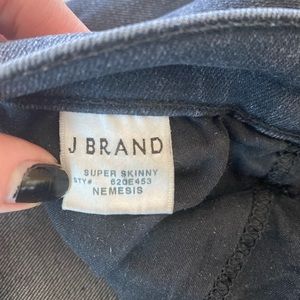 J BRAND
SUPER SKINNY
STY# 620E453
NEMESIS